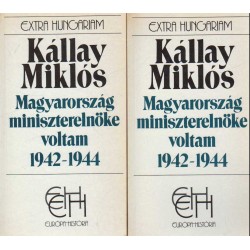 EXTRA HUNGARIAM
Kállay
Miklós
Magyarország
miniszterelnöke
voltam
1942-1944
EURÓPA-HISTÓRIA
EXTRA HUNGARIAM
Kállay
Miklós
Magyarország
miniszterelnöke
voltam
1942-1944
EURÓPA-HISTÓRIA